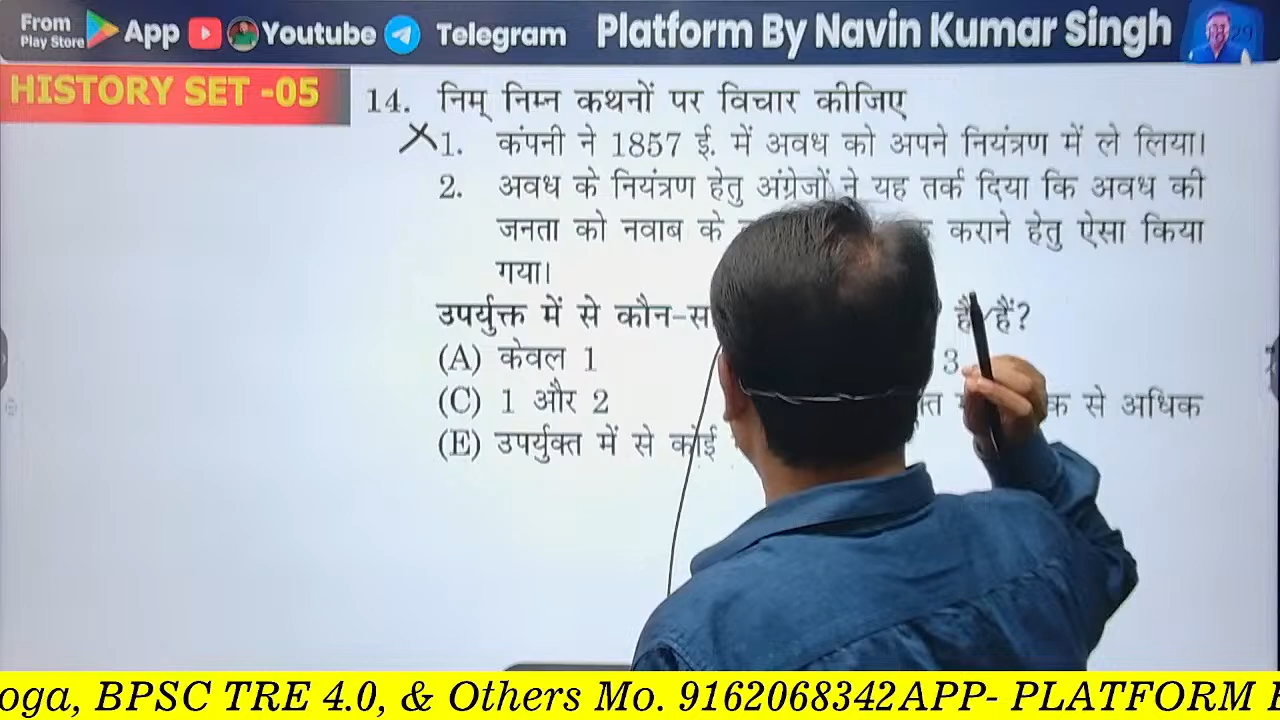 From
Play Store App Youtube Telegram Platform By Navin Kumar Singh
29
HISTORY SET -05
14. निम् निम्न कथनों पर विचार कीजिए
1. कंपनी ने 1857 ई. में अवध को अपने नियंत्रण में ले लिया।
2. अवध के नियंत्रण हेतु अंग्रेजों ने यह तर्क दिया कि अवध की
जनता को नवाब के कराने हेतु ऐसा किया
गया।
उपर्युक्त में से हैं?
(A) केवल 1 3
(C) 1 और 2 से अधिक
(E) उपर्युक्त में से कोई
BPSC TRE 4.0, & Others Mo. 9162068342APP- PLATFORM